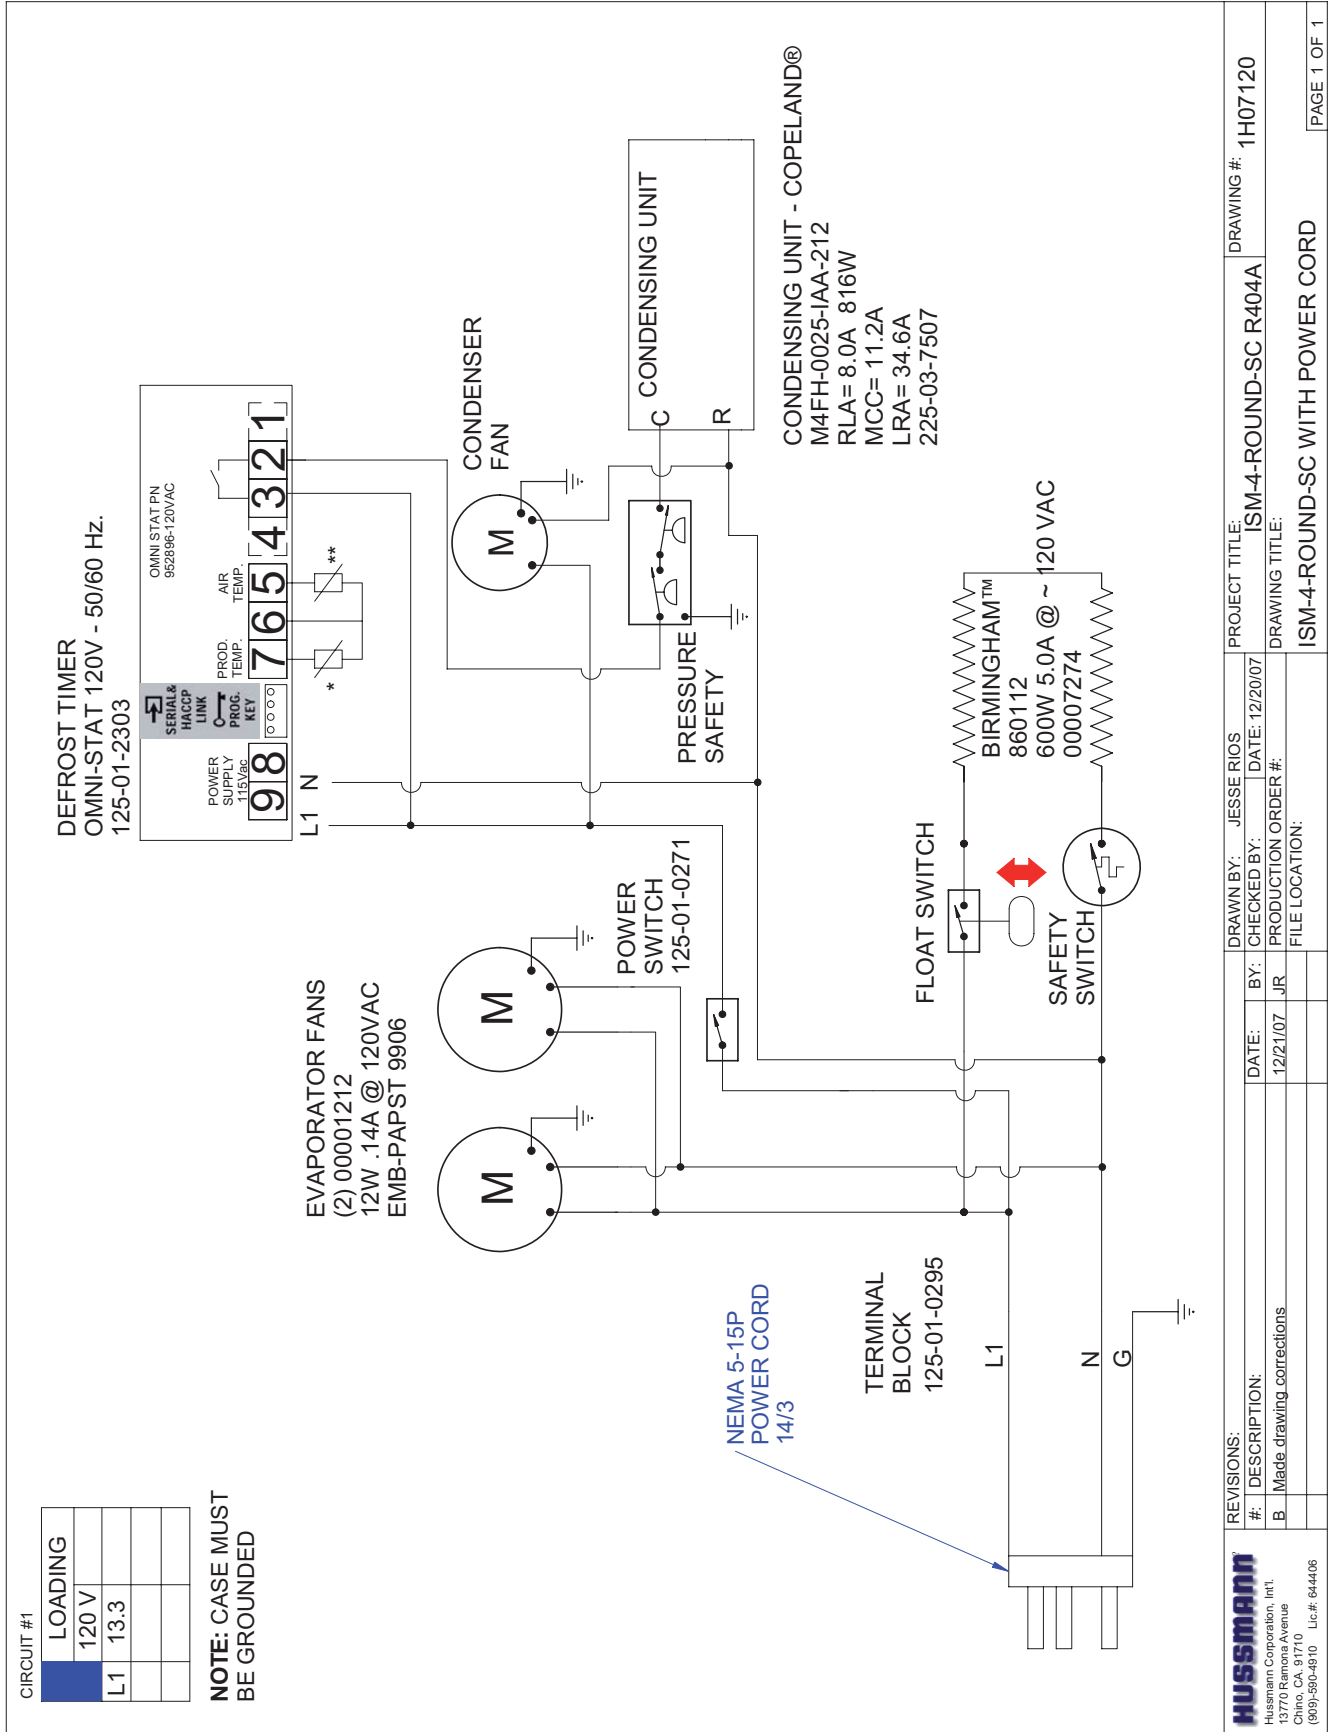 CIRCUIT #1
LOADING
120 V
L1 13.3
NOTE: CASE MUST
BE GROUNDED
DEFROST TIMER
OMNI-STAT 120V - 50/60 Hz.
125-01-2303
OMNI STAT PN
952896-120VAC
POWER
SUPPLY
115Vac
SERIAL&
HACCP
LINK
PROG.
KEY
PROD.
TEMP.
AIR
TEMP.
9 8 7 6 5 4 3 2 1
L1 N
*
**
EVAPORATOR FANS
(2) 00001212
12W .14A @ 120VAC
EMB-PAPST 9906
M
M
POWER
SWITCH
125-01-0271
CONDENSER
FAN
M
PRESSURE
SAFETY
CONDENSING UNIT
C
R
CONDENSING UNIT - COPELAND®
M4FH-0025-IAA-212
RLA= 8.0A 816W
MCC= 11.2A
LRA= 34.6A
225-03-7507
NEMA 5-15P
POWER CORD
14/3
TERMINAL
BLOCK
125-01-0295
L1
N
G
FLOAT SWITCH
SAFETY
SWITCH
BIRMINGHAM™
860112
600W 5.0A @ ~ 120 VAC
00007274
HUSSMANN
Hussmann Corporation, Int'l.
13770 Ramona Avenue
Chino, CA. 91710
(909)-590-4910 Lic.#: 644406
REVISIONS:
#: DESCRIPTION: DATE: BY:
B Made drawing corrections 12/21/07 JR
DRAWN BY: JESSE RIOS
CHECKED BY: DATE: 12/20/07
PRODUCTION ORDER #:
FILE LOCATION:
PROJECT TITLE:
ISM-4-ROUND-SC R404A
DRAWING #: 1H07120
DRAWING TITLE:
ISM-4-ROUND-SC WITH POWER CORD
PAGE 1 OF 1